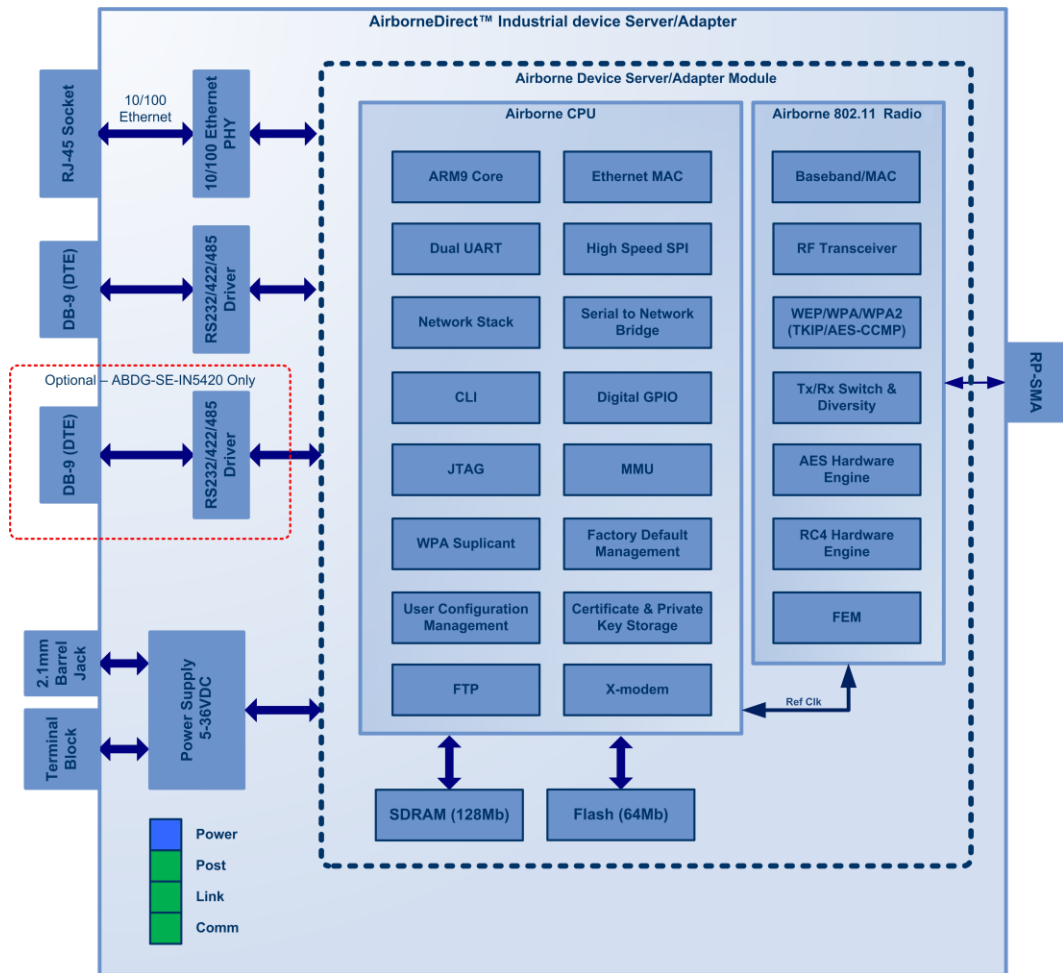 AirborneDirect™ Industrial device Server/Adapter
Airborne Device Server/Adapter Module
RJ-45 Socket
10/100
Ethernet
10/100 Ethernet
PHY
DB-9 (DTE)
RS232/422/485
Driver
Optional – ABDG-SE-IN5420 Only
DB-9 (DTE)
RS232/422/485
Driver
2.1mm
Barrel
Jack
Terminal
Block
Power Supply
5-36VDC
Power
Post
Link
Comm
Airborne CPU
ARM9 Core
Ethernet MAC
Dual UART
High Speed SPI
Network Stack
Serial to Network
Bridge
CLI
Digital GPIO
JTAG
MMU
WPA Suplicant
Factory Default
Management
User Configuration
Management
Certificate & Private
Key Storage
FTP
X-modem
SDRAM (128Mb)
Flash (64Mb)
Airborne 802.11 Radio
Baseband/MAC
RF Transceiver
WEP/WPA/WPA2
(TKIP/AES-CCMP)
Tx/Rx Switch &
Diversity
AES Hardware
Engine
RC4 Hardware
Engine
FEM
Ref Clk
RP-SMA